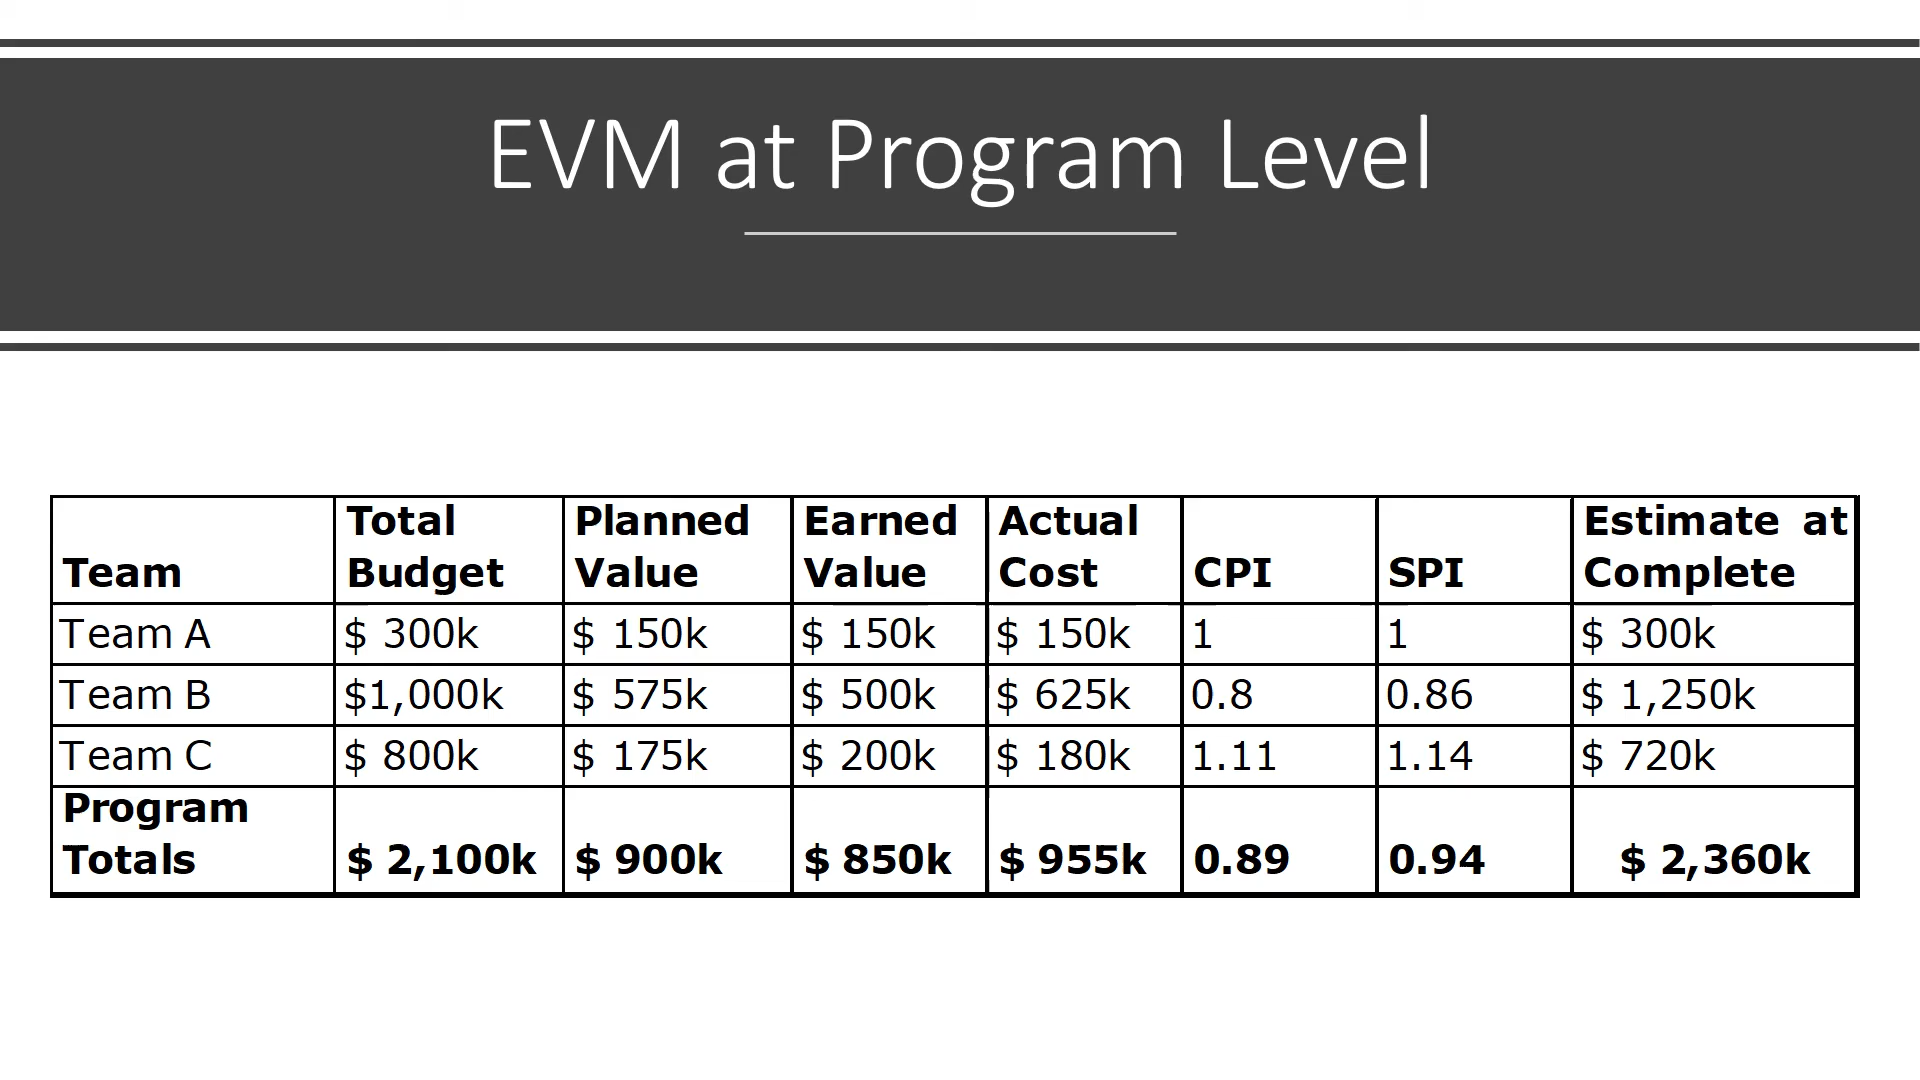 EVM at Program Level
Team Total Budget Planned Value Earned Value Actual Cost CPI SPI Estimate at Complete
Team A $ 300k $ 150k $ 150k $ 150k 1 1 $ 300k
Team B $1,000k $ 575k $ 500k $ 625k 0.8 0.86 $ 1,250k
Team C $ 800k $ 175k $ 200k $ 180k 1.11 1.14 $ 720k
Program Totals $ 2,100k $ 900k $ 850k $ 955k 0.89 0.94 $ 2,360k